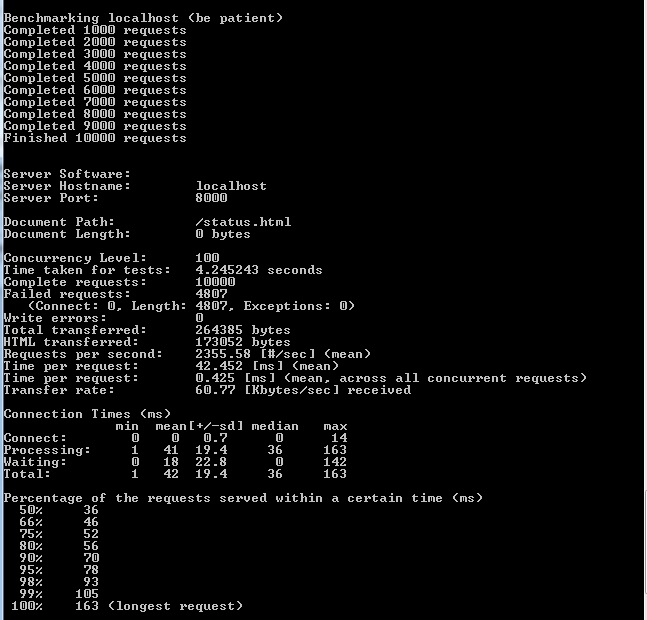 Benchmarking localhost (be patient)
Completed 1000 requests
Completed 2000 requests
Completed 3000 requests
Completed 4000 requests
Completed 5000 requests
Completed 6000 requests
Completed 7000 requests
Completed 8000 requests
Completed 9000 requests
Finished 10000 requests
Server Software:
Server Hostname: localhost
Server Port: 8000
Document Path: /status.html
Document Length: 0 bytes
Concurrency Level: 100
Time taken for tests: 4.245243 seconds
Complete requests: 10000
Failed requests: 4807
(Connect: 0, Length: 4807, Exceptions: 0)
Write errors: 0
Total transferred: 264385 bytes
HTML transferred: 173052 bytes
Requests per second: 2355.58 [#/sec] (mean)
Time per request: 42.452 [ms] (mean)
Time per request: 0.425 [ms] (mean, across all concurrent requests)
Transfer rate: 60.77 [Kbytes/sec] received
Connection Times (ms)
min mean[+/-sd] median max
Connect: 0 0 0.7 0 14
Processing: 1 41 19.4 36 163
Waiting: 0 18 22.8 0 142
Total: 1 42 19.4 36 163
Percentage of the requests served within a certain time (ms)
50% 36
66% 46
75% 52
80% 56
90% 70
95% 78
98% 93
99% 105
100% 163 (longest request)